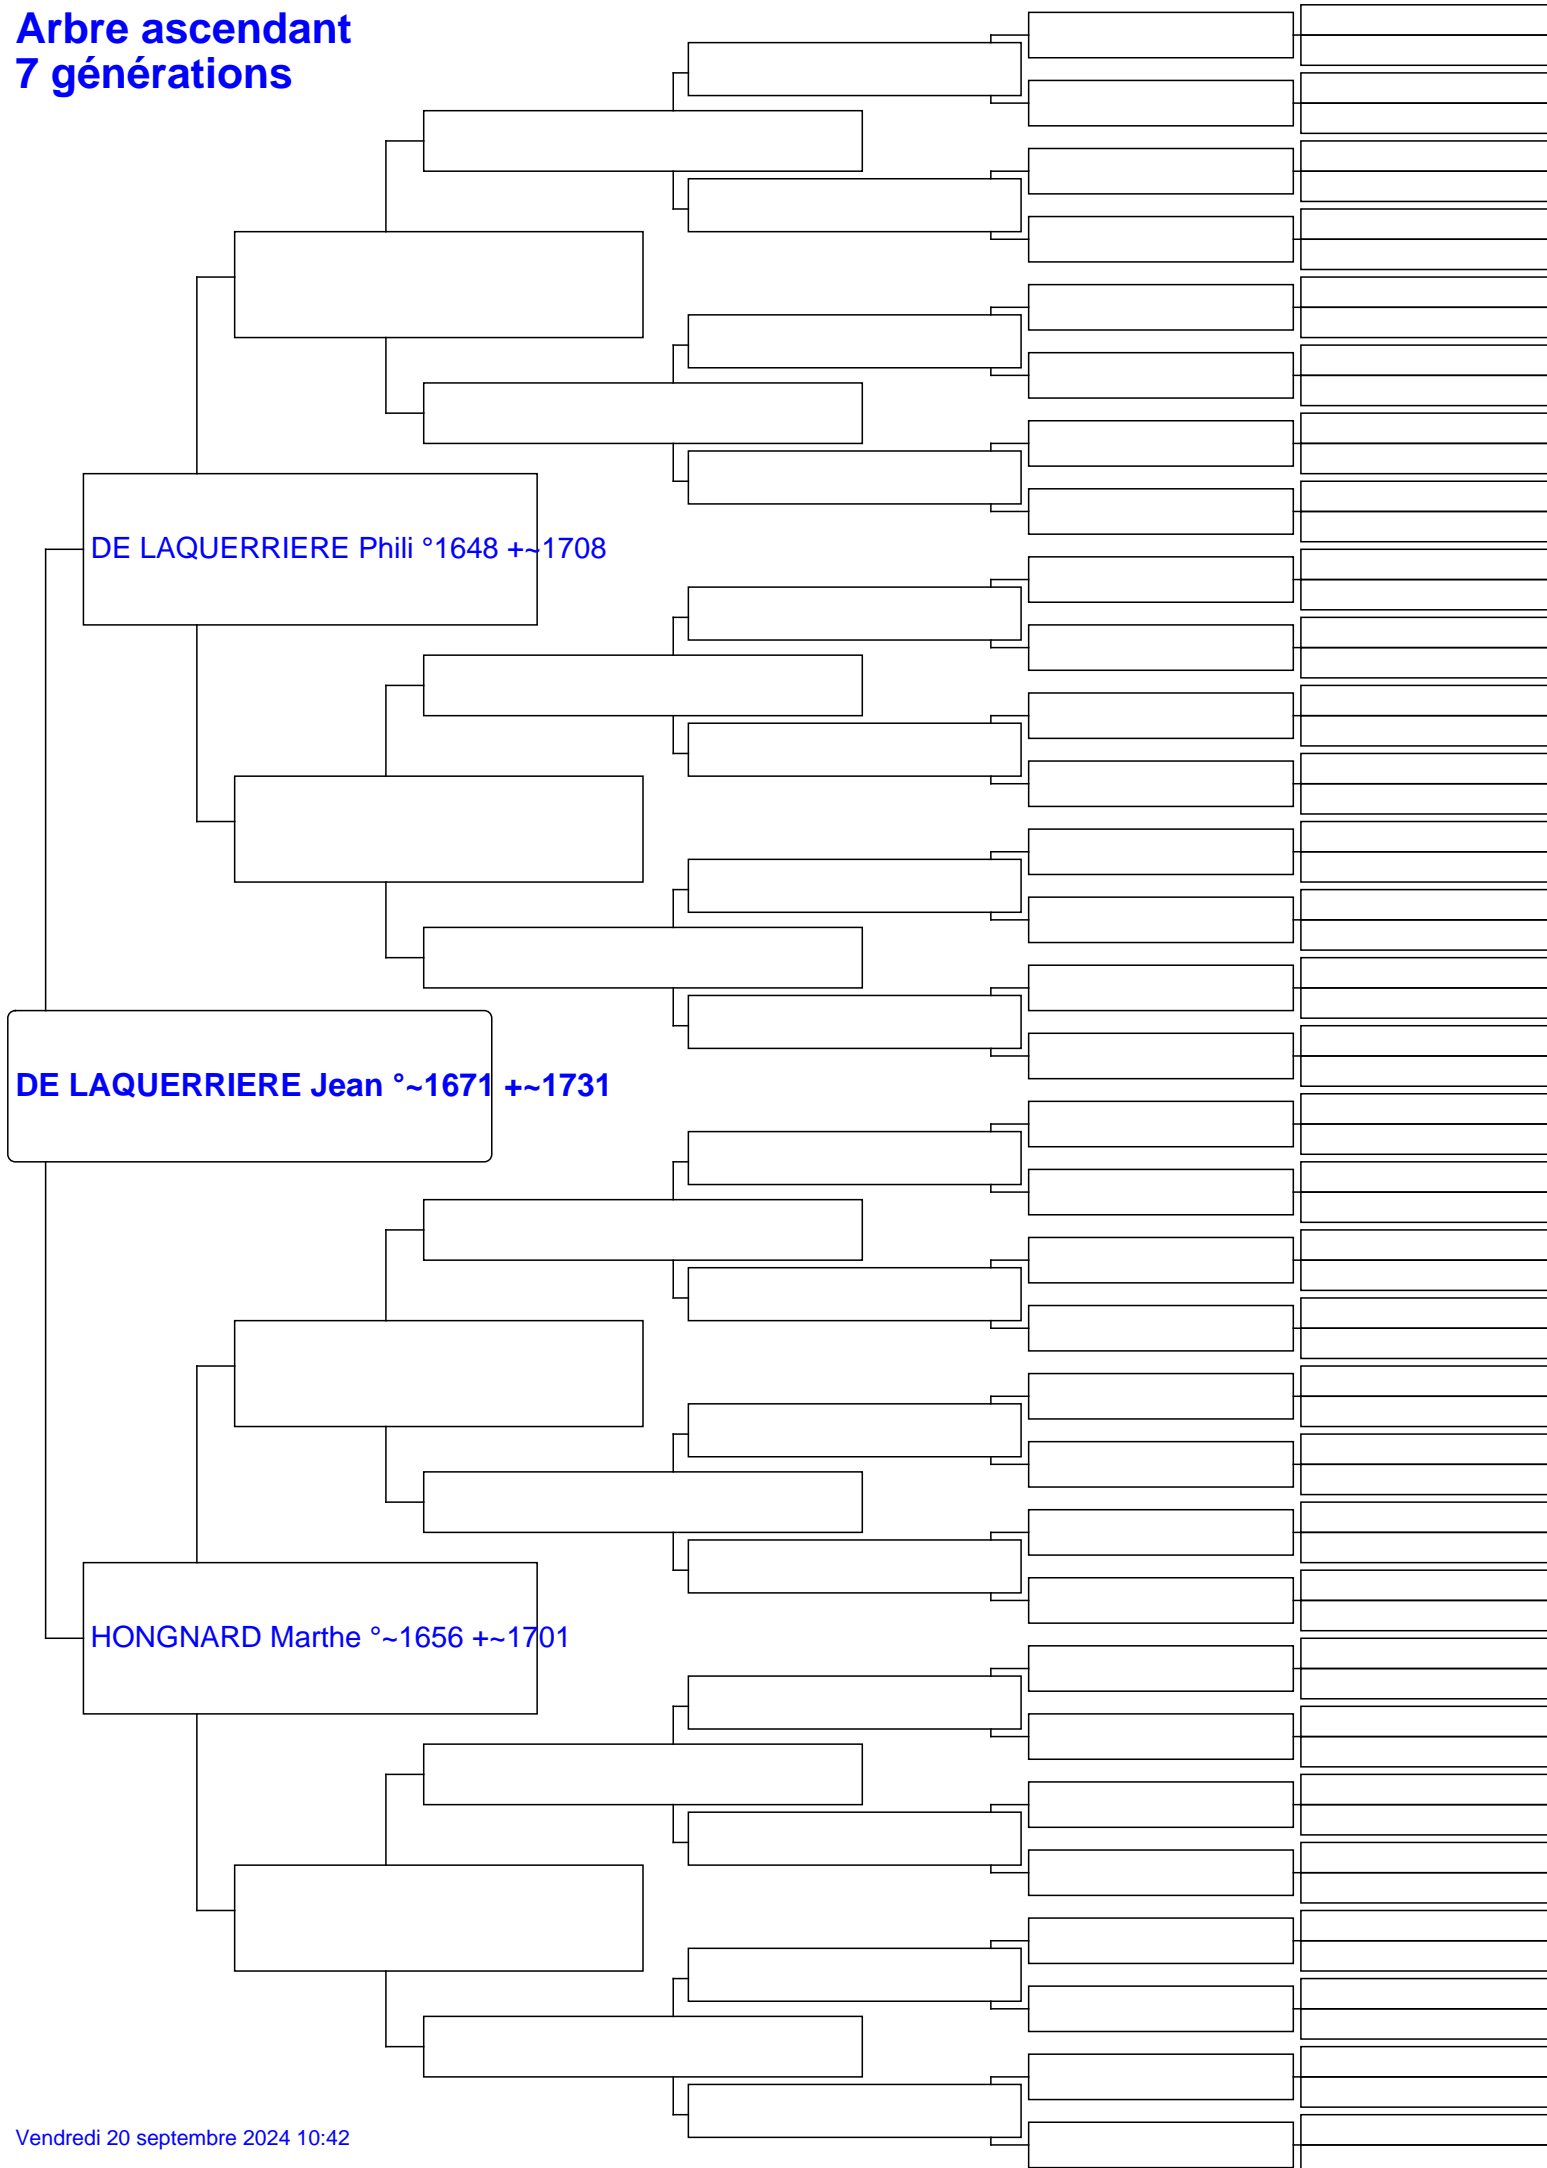 Arbre ascendant
7 générations
DE LAQUERRIERE Phili °1648 +~1708
DE LAQUERRIERE Jean °~1671 +~1731
HONGNARD Marthe °~1656 +~1701
Vendredi 20 septembre 2024 10:42